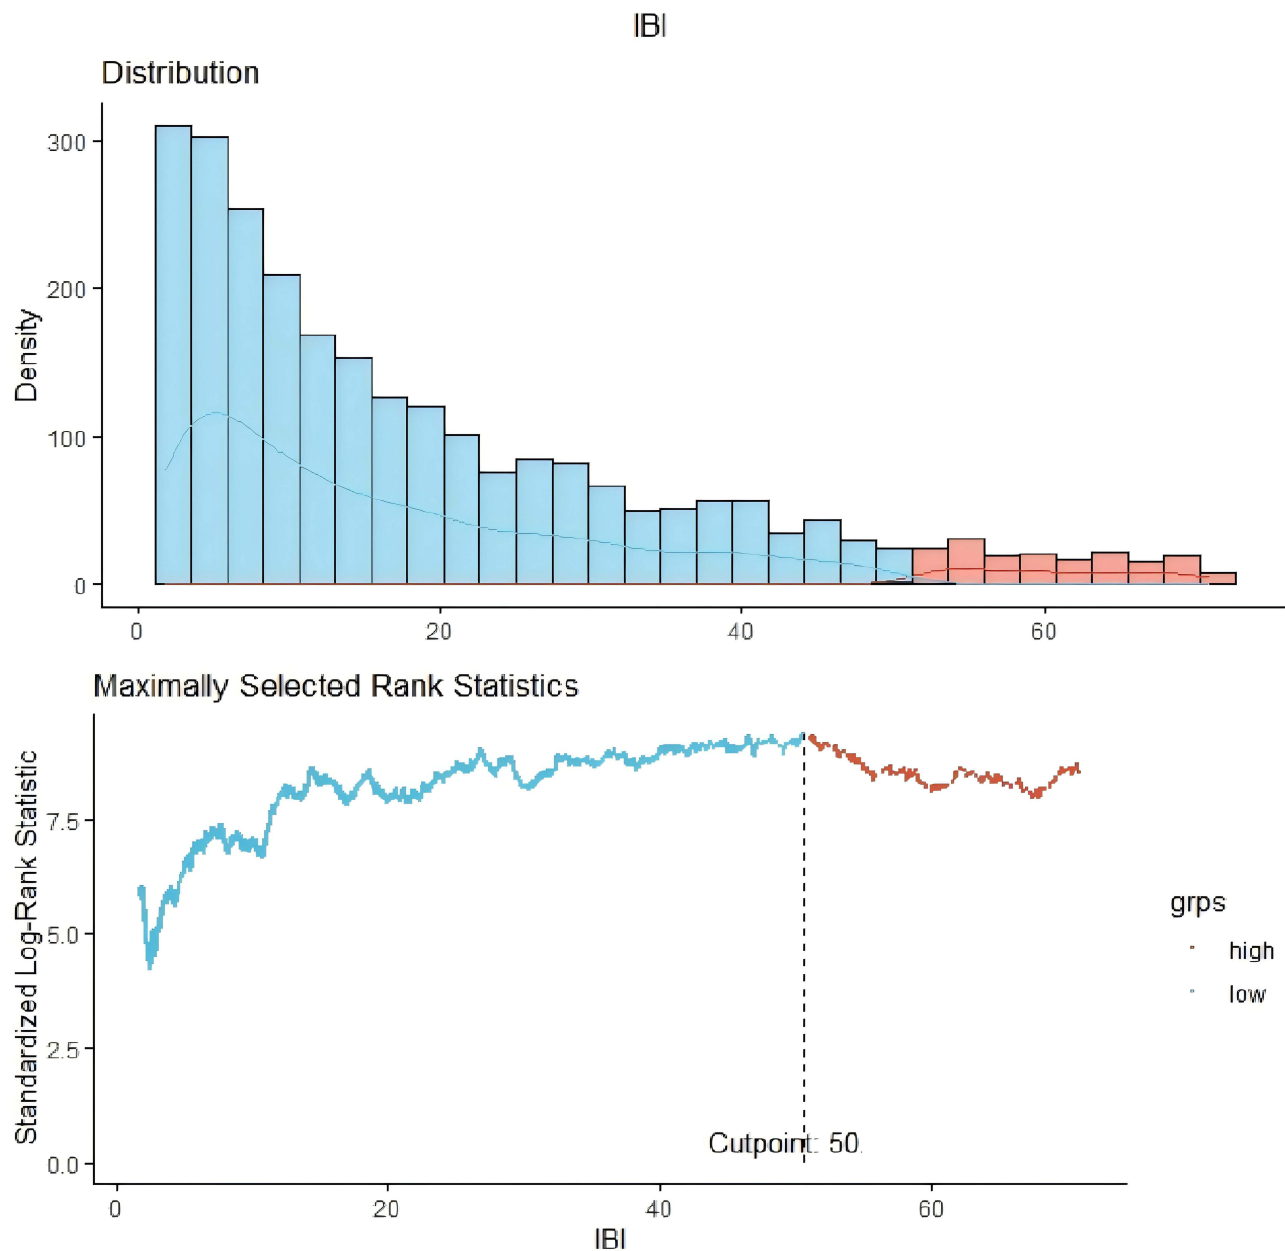 IBI
Distribution
300
200
100
0
Density
0 20 40 60
Maximally Selected Rank Statistics
7.5
5.0
2.5
0.0
Standardized Log-Rank Statistic
Cutpoint: 50.
0 20 40 60
IBI
grps
high
low